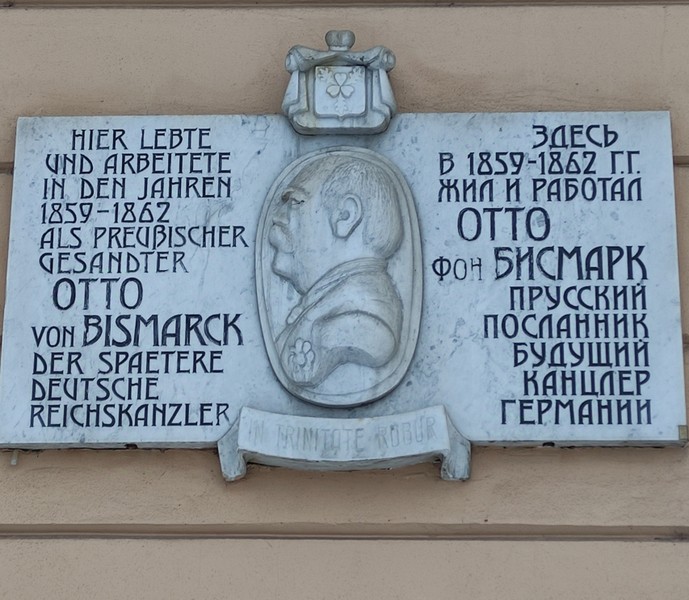 HIER LEBTE
UND ARBEITETE
IN DEN JAHREN
1859-1862
ALS PREUßISCHER
GESANDTER
OTTO
VON BISMARCK
DER SPAETERE
DEUTSCHE
REICHSKANZLER
IN TRINITOTE ROBUR
ЗДЕСЬ
В 1859-1862 Г.Г.
ЖИЛ И РАБОТАЛ
ОТТО
ФОН БИСМАРК
ПРУССКИЙ
ПОСЛАННИК
БУДУЩИЙ
КАНЦЛЕР
ГЕРМАНИИ